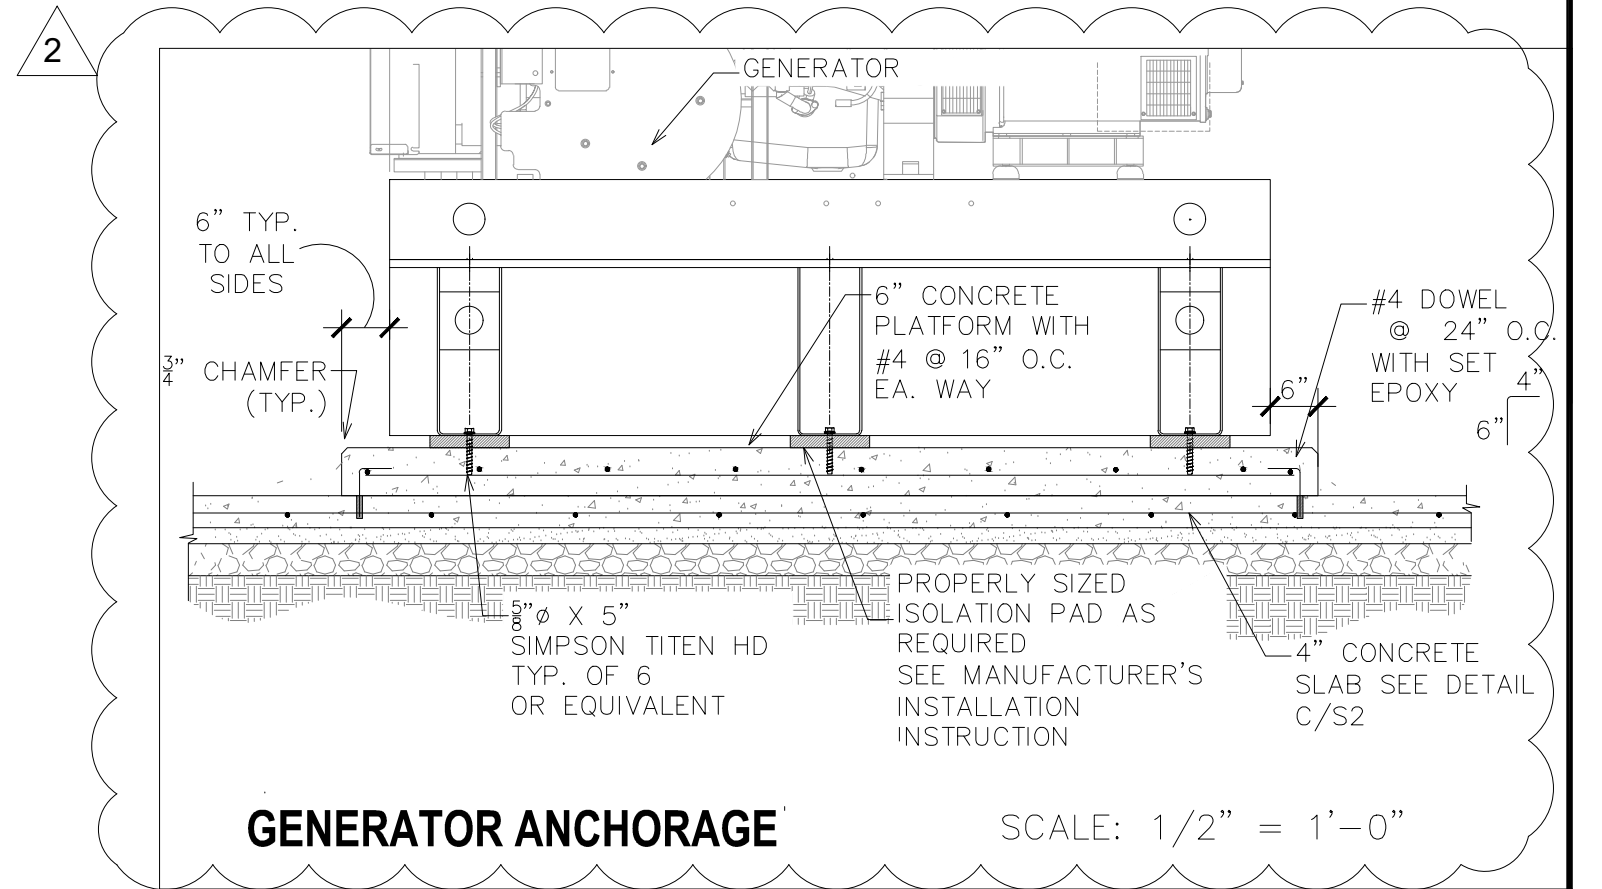 2
GENERATOR
6” TYP.
TO ALL
SIDES
6” CONCRETE
PLATFORM WITH
#4 @ 16” O.C.
EA. WAY
#4 DOWEL
@ 24” O.C.
WITH SET
EPOXY
4”
6”
6”
3/4” CHAMFER
(TYP.)
5/8”Ø X 5”
SIMPSON TITEN HD
TYP. OF 6
OR EQUIVALENT
PROPERLY SIZED
ISOLATION PAD AS
REQUIRED
SEE MANUFACTURER’S
INSTALLATION
INSTRUCTION
4” CONCRETE
SLAB SEE DETAIL
C/S2
GENERATOR ANCHORAGE
SCALE: 1/2” = 1’-0”